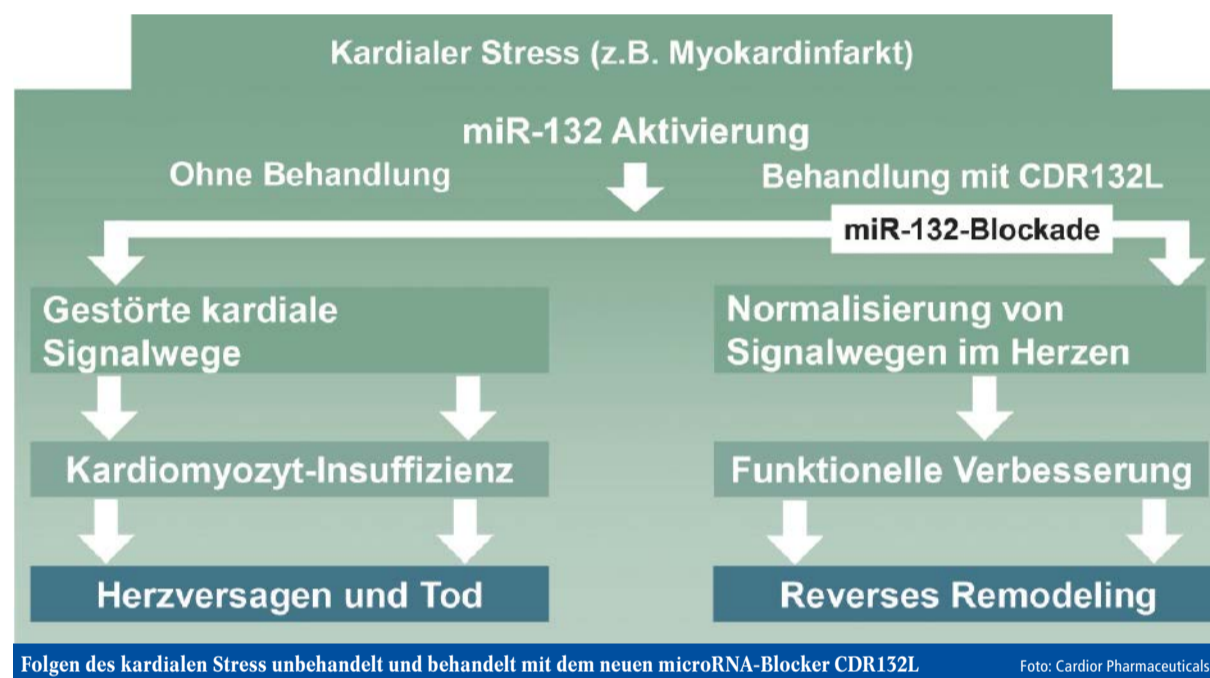 Kardialer Stress (z.B. Myokardinfarkt)
miR-132 Aktivierung
Ohne Behandlung
Behandlung mit CDR132L
miR-132-Blockade
Gestörte kardiale
Signalwege
Normalisierung von
Signalwegen im Herzen
Kardiomyozyt-Insuffizienz
Funktionelle Verbesserung
Herzversagen und Tod
Reverses Remodeling
Folgen des kardialen Stress unbehandelt und behandelt mit dem neuen microRNA-Blocker CDR132L
Foto: Cardior Pharmaceuticals